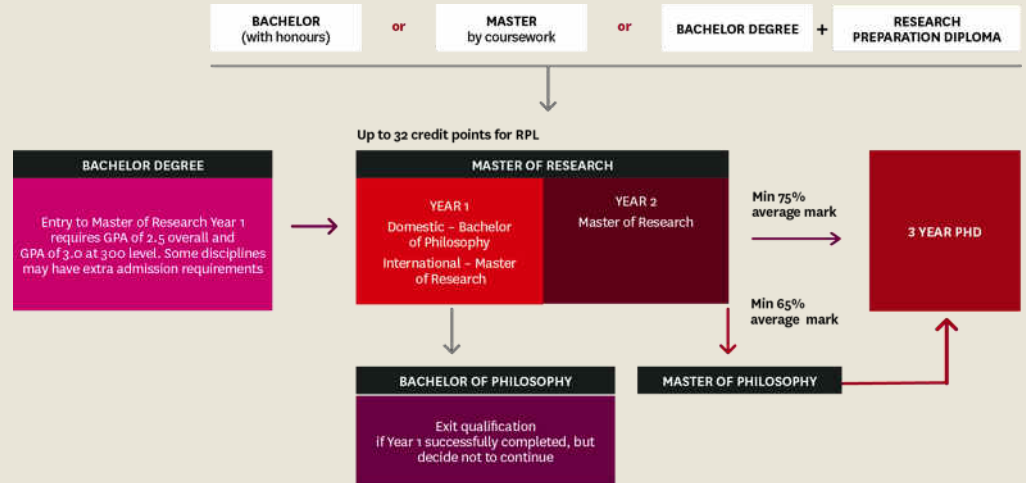 BACHELOR
(with honours)
or
MASTER
by coursework
or
BACHELOR DEGREE
+
RESEARCH
PREPARATION DIPLOMA
Up to 32 credit points for RPL
BACHELOR DEGREE
Entry to Master of Research Year 1
requires GPA of 2.5 overall and
GPA of 3.0 at 300 level. Some disciplines
may have extra admission requirements
MASTER OF RESEARCH
YEAR 1
Domestic – Bachelor
of Philosophy
International – Master
of Research
YEAR 2
Master of Research
Min 75%
average mark
3 YEAR PHD
Min 65%
average mark
BACHELOR OF PHILOSOPHY
Exit qualification
if Year 1 successfully completed, but
decide not to continue
MASTER OF PHILOSOPHY